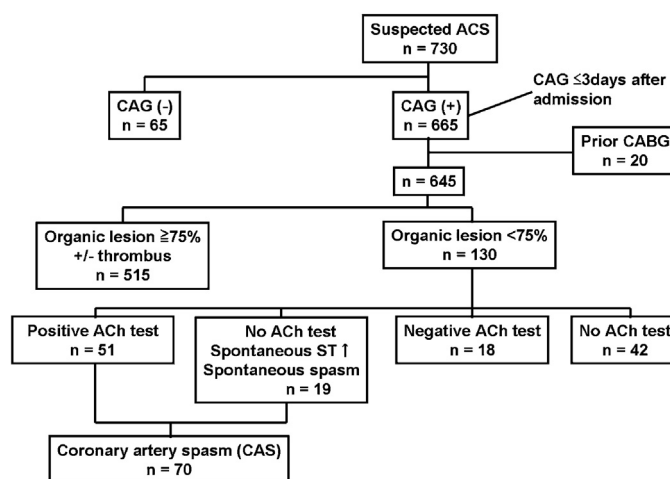 Suspected ACS
n = 730
CAG (-)
n = 65
CAG (+)
n = 665
CAG ≤3days after
admission
Prior CABG
n = 20
n = 645
Organic lesion ≧75%
+/- thrombus
n = 515
Organic lesion <75%
n = 130
Positive ACh test
n = 51
No ACh test
Spontaneous ST ↑
Spontaneous spasm
n = 19
Negative ACh test
n = 18
No ACh test
n = 42
Coronary artery spasm (CAS)
n = 70